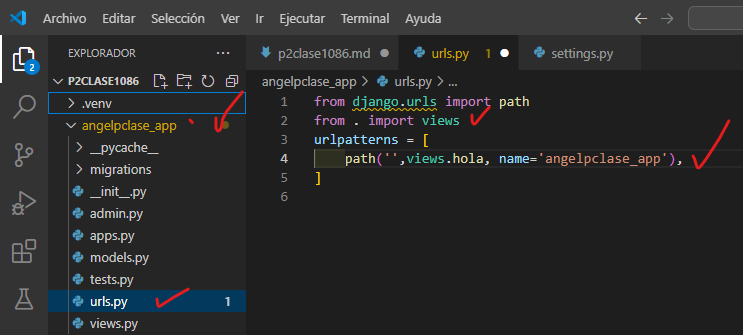 Archivo Editar Selección Ver Ir Ejecutar Terminal Ayuda
2
EXPLORADOR
P2CLASE1086
.venv
angelpclase_app
__pycache__
migrations
__init__.py
admin.py
apps.py
models.py
tests.py
urls.py 1
views.py
p2clase1086.md urls.py 1 settings.py
angelpclase_app > urls.py > ...
1 from django.urls import path
2 from . import views
3 urlpatterns = [
4 path('',views.hola, name='angelpclase_app'),
5 ]
6